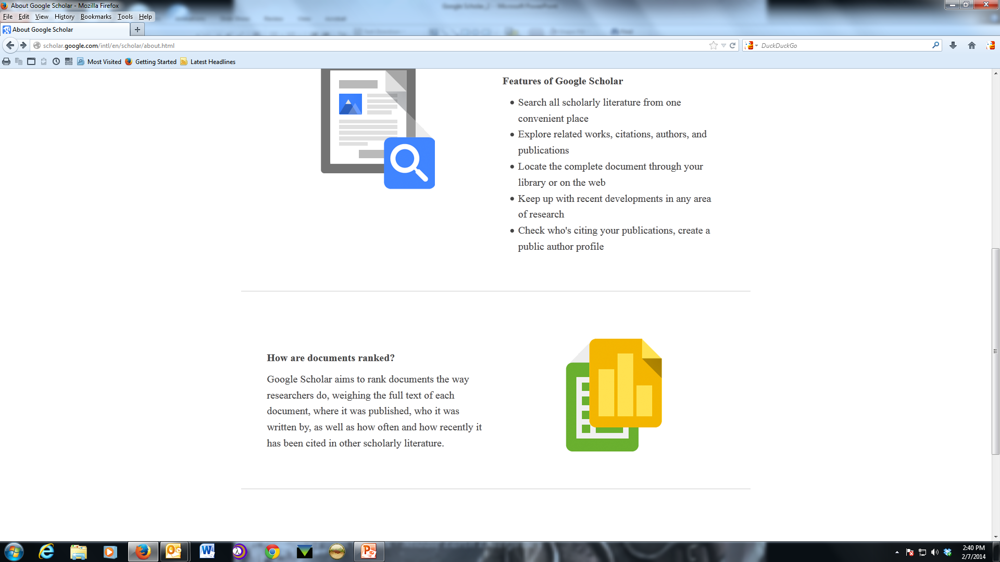 About Google Scholar - Mozilla Firefox
File Edit View History Bookmarks Tools Help
About Google Scholar
scholar.google.com/intl/en/scholar/about.html
DuckDuckGo
Most Visited Getting Started Latest Headlines
Features of Google Scholar
• Search all scholarly literature from one
convenient place
• Explore related works, citations, authors, and
publications
• Locate the complete document through your
library or on the web
• Keep up with recent developments in any area
of research
• Check who's citing your publications, create a
public author profile
How are documents ranked?
Google Scholar aims to rank documents the way
researchers do, weighing the full text of each
document, where it was published, who it was
written by, as well as how often and how recently it
has been cited in other scholarly literature.
2:40 PM
2/7/2014